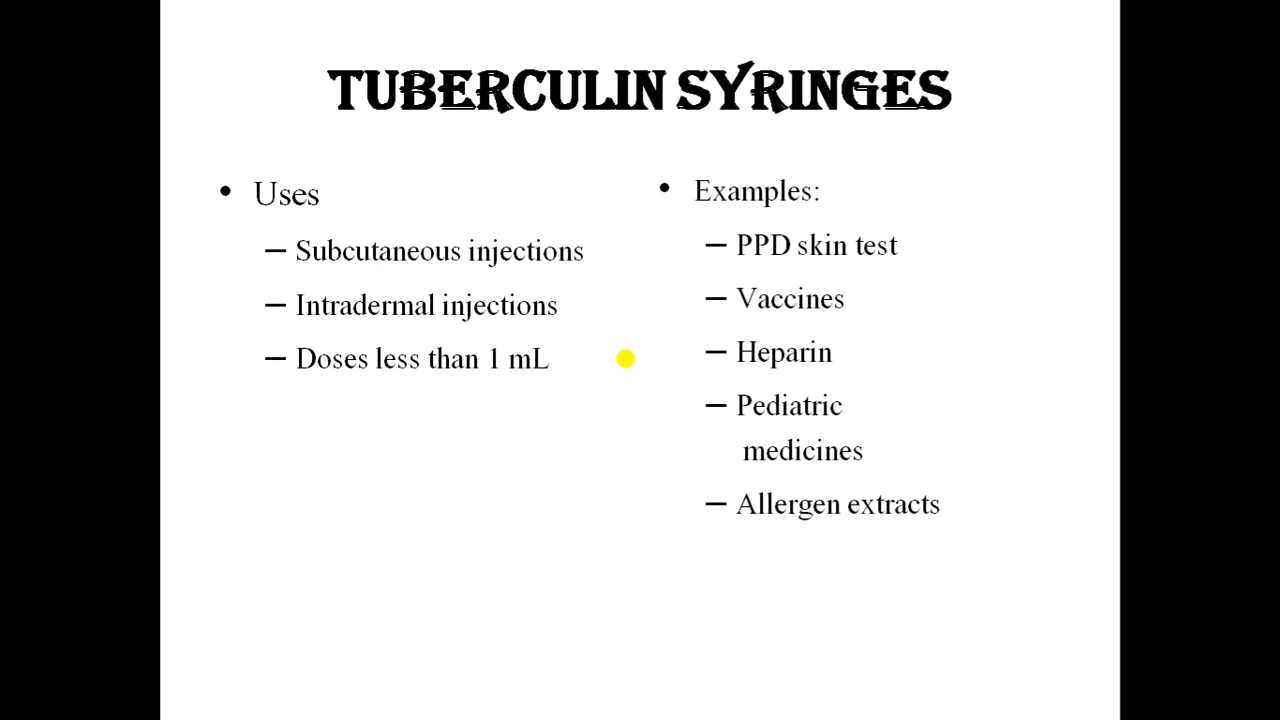 TUBERCULIN SYRINGES
• Uses
– Subcutaneous injections
– Intradermal injections
– Doses less than 1 mL
• Examples:
– PPD skin test
– Vaccines
– Heparin
– Pediatric
medicines
– Allergen extracts